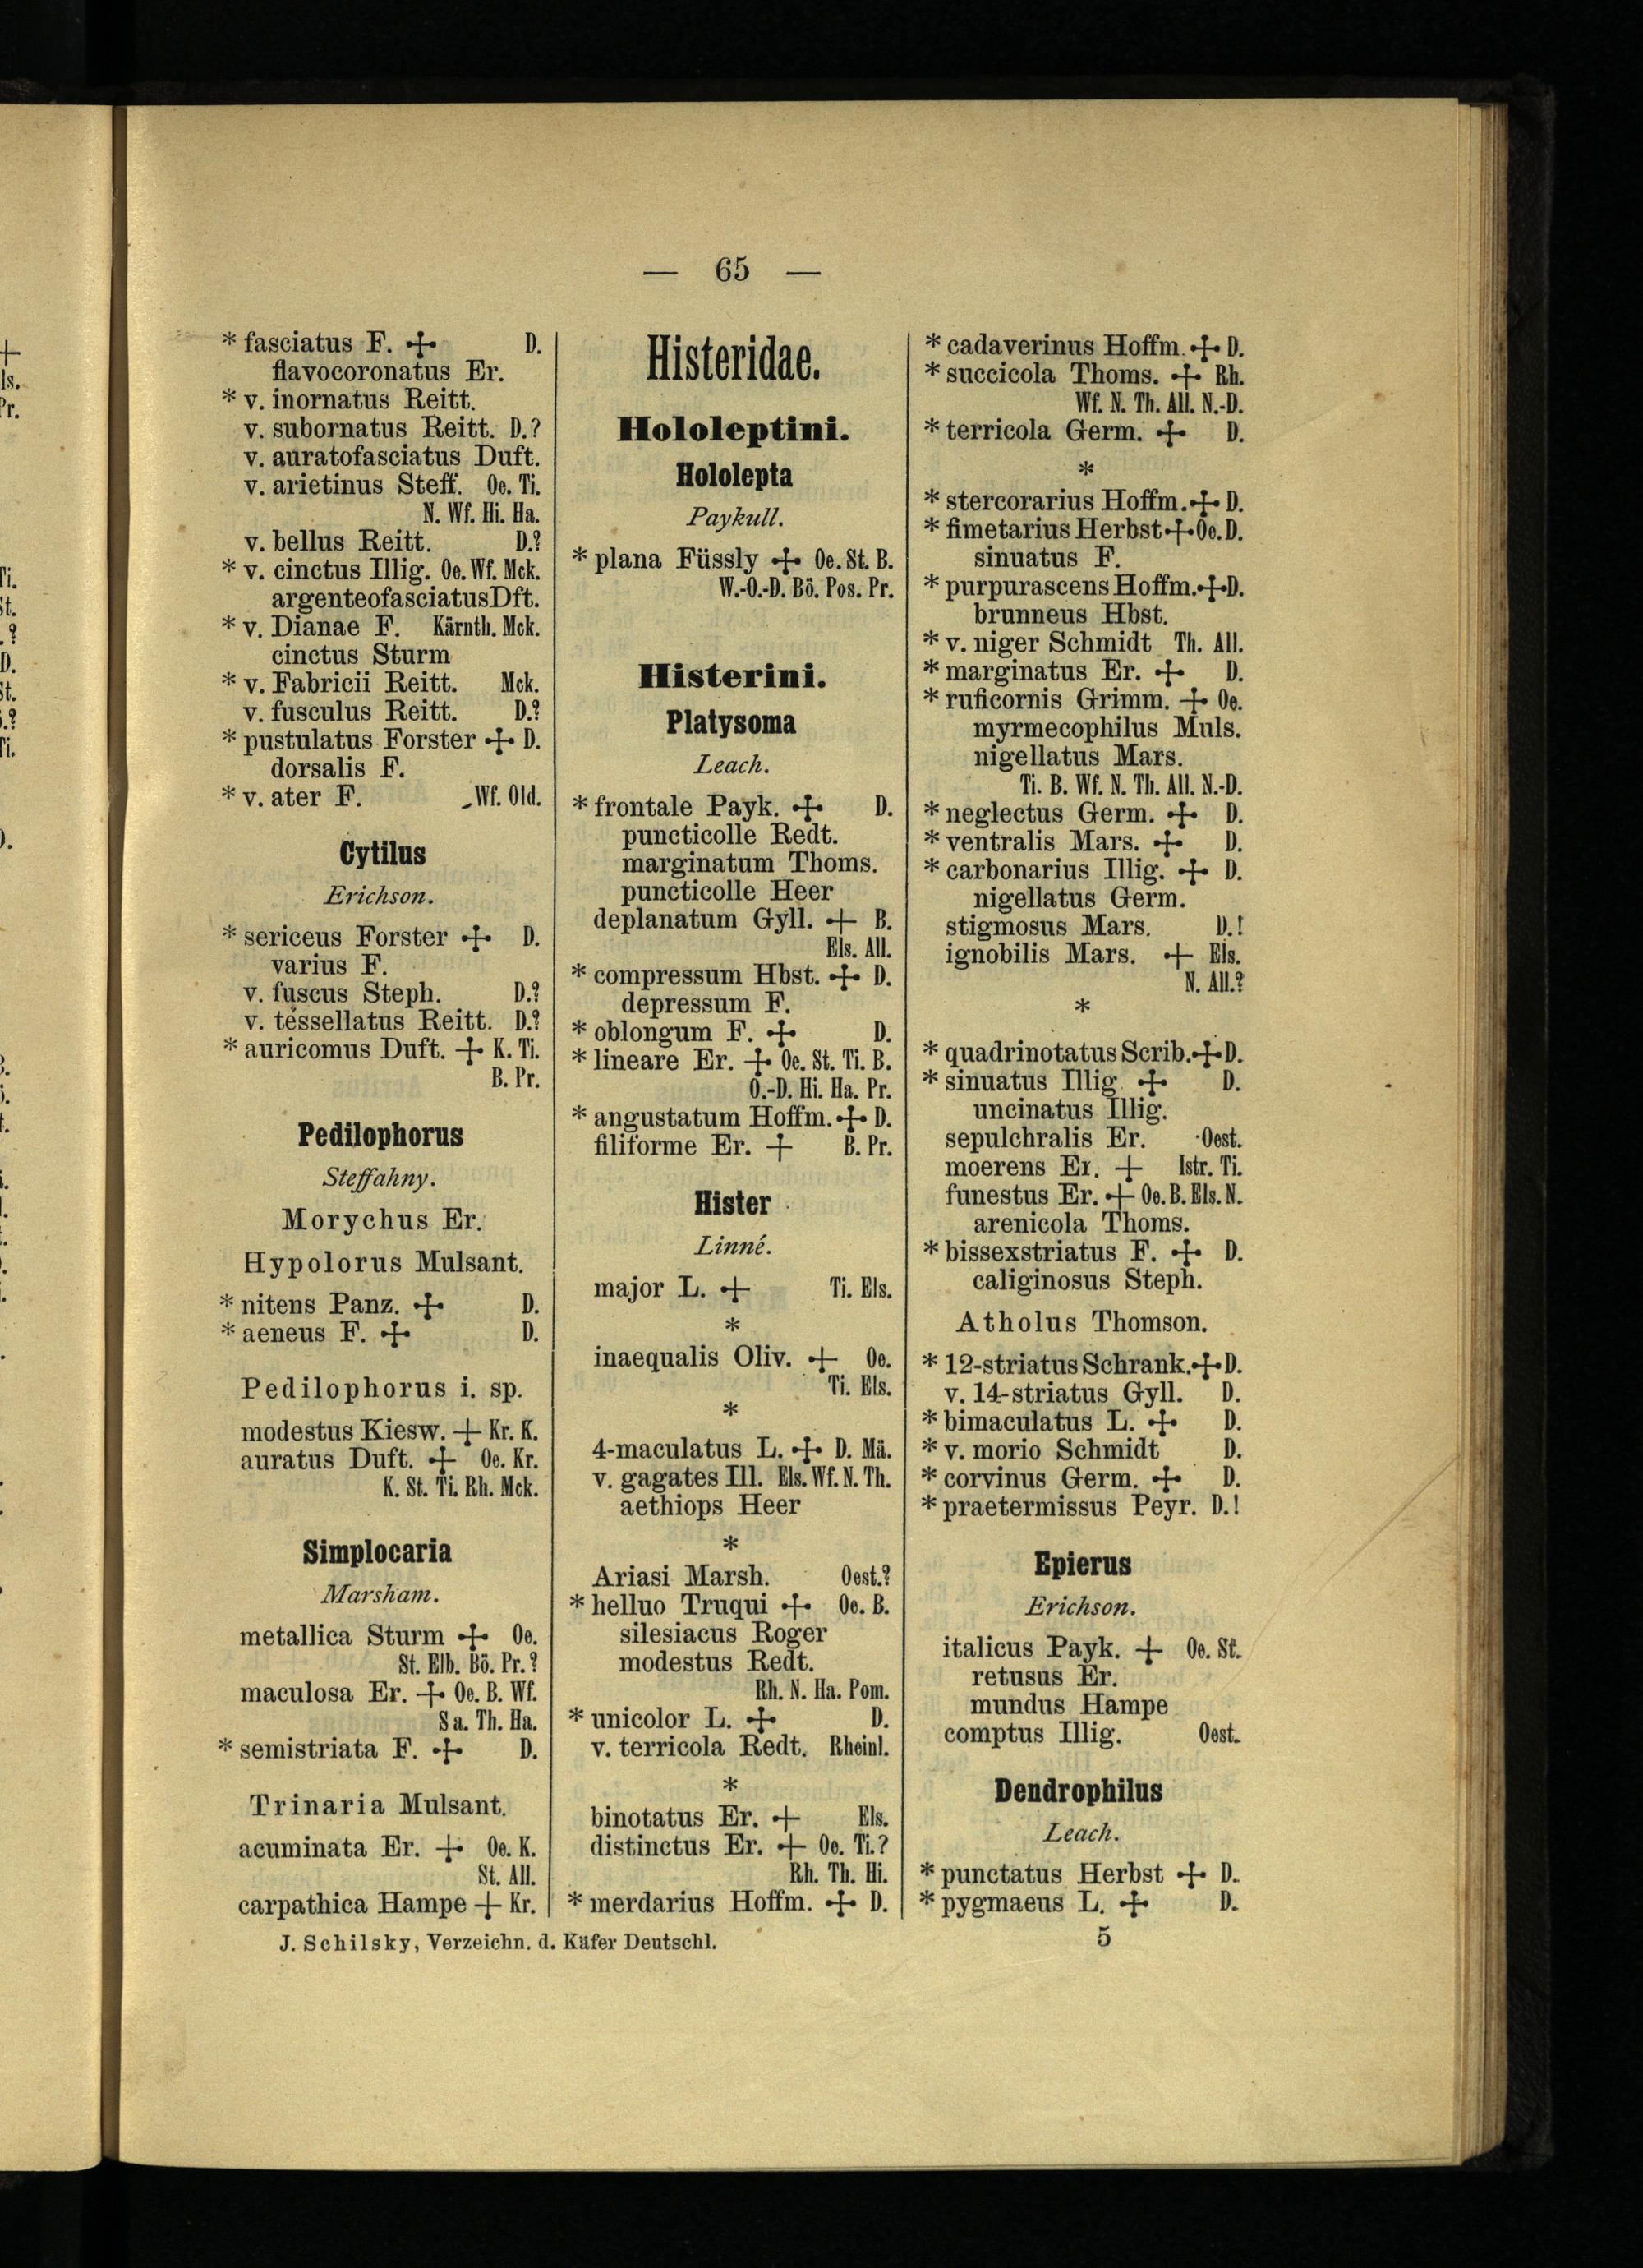 — 65 —
* fasciatus F. ·+· D.
flavocoronatus Er.
* v. inornatus Reitt.
v. subornatus Reitt. D.?
v. auratofasciatus Duft.
v. arietinus Steff. Oe. Ti.
N. Wf. Hi. Ha.
v. bellus Reitt. D.?
* v. cinctus Illig. Oe. Wf. Mck.
argenteofasciatusDft.
* v. Dianae F. Kärnth. Mck.
cinctus Sturm
* v. Fabricii Reitt. Mck.
v. fusculus Reitt. D.?
* pustulatus Forster ·+· D.
dorsalis F.
* v. ater F. Wf. Old.
Cytilus
Erichson.
* sericeus Forster ·+· D.
varius F.
v. fuscus Steph. D.?
v. tessellatus Reitt. D.?
* auricomus Duft. +· K. Ti.
B. Pr.
Pedilophorus
Steffahny.
Morychus Er.
Hypolorus Mulsant.
* nitens Panz. ·+· D.
* aeneus F. ·+· D.
Pedilophorus i. sp.
modestus Kiesw. + Kr. K.
auratus Duft. ·+ Oe. Kr.
K. St. Ti. Rh. Mck.
Simplocaria
Marsham.
metallica Sturm ·+· Oe.
St. Elb. Bö. Pr.?
maculosa Er. +· Oe. B. Wf.
Sa. Th. Ha.
* semistriata F. ·+· D.
Trinaria Mulsant.
acuminata Er. +· Oe. K.
St. All.
carpathica Hampe + Kr.
Histeridae.
Hololeptini.
Hololepta
Paykull.
* plana Füssly ·+· Oe. St. B.
W.-O.-D. Bö. Pos. Pr.
Histerini.
Platysoma
Leach.
* frontale Payk. ·+· D.
puncticolle Redt.
marginatum Thoms.
puncticolle Heer
deplanatum Gyll. ·+ B.
Els. All.
* compressum Hbst. ·+· D.
depressum F.
* oblongum F. ·+· D.
* lineare Er. +· Oe. St. Ti. B.
O.-D. Hi. Ha. Pr.
* angustatum Hoffm. ·+· D.
filiforme Er. + B. Pr.
Hister
Linné.
major L. ·+ Ti. Els.
*
inaequalis Oliv. ·+ Oe.
Ti. Els.
*
4-maculatus L. ·+· D. Mä.
v. gagates Ill. Els. Wf. N. Th.
aethiops Heer
*
Ariasi Marsh. Oest.?
* helluo Truqui ·+· Oe. B.
silesiacus Roger
modestus Redt.
Rh. N. Ha. Pom.
* unicolor L. ·+· D.
v. terricola Redt. Rheinl.
*
binotatus Er. ·+ Els.
distinctus Er. ·+ Oe. Ti.?
Rh. Th. Hi.
* merdarius Hoffm. ·+· D.
* cadaverinus Hoffm. ·+· D.
* succicola Thoms. ·+· Rh.
Wf. N. Th. All. N.-D.
* terricola Germ. ·+· D.
*
* stercorarius Hoffm. ·+· D.
* fimetarius Herbst ·+· Oe. D.
sinuatus F.
* purpurascens Hoffm. ·+· D.
brunneus Hbst.
* v. niger Schmidt Th. All.
* marginatus Er. ·+· D.
* ruficornis Grimm. ·+· Oe.
myrmecophilus Muls.
nigellatus Mars.
Ti. B. Wf. N. Th. All. N.-D.
* neglectus Germ. ·+· D.
* ventralis Mars. ·+· D.
* carbonarius Illig. ·+· D.
nigellatus Germ.
stigmosus Mars. D.!
ignobilis Mars. ·+ Els.
N. All.?
*
* quadrinotatus Scrib. ·+· D.
* sinuatus Illig ·+· D.
uncinatus Illig.
sepulchralis Er. Oest.
moerens Er. + Istr. Ti.
funestus Er. ·+ Oe. B. Els. N.
arenicola Thoms.
* bissexstriatus F. ·+· D.
caliginosus Steph.
Atholus Thomson.
* 12-striatus Schrank. ·+· D.
v. 14-striatus Gyll. D.
* bimaculatus L. ·+· D.
* v. morio Schmidt D.
* corvinus Germ. ·+· D.
* praetermissus Peyr. D.!
Epierus
Erichson.
italicus Payk. + Oe. St.
retusus Er.
mundus Hampe
comptus Illig. Oest.
Dendrophilus
Leach.
* punctatus Herbst ·+· D.
* pygmaeus L. ·+· D.
J. Schilsky, Verzeichn. d. Käfer Deutschl.
5